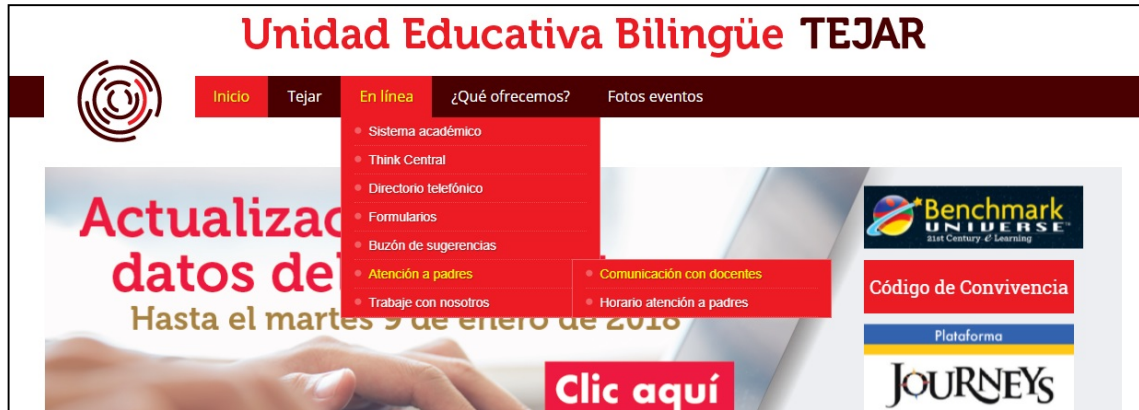 Unidad Educativa Bilingüe TEJAR
Inicio Tejar En línea ¿Qué ofrecemos? Fotos eventos
Sistema académico
Think Central
Directorio telefónico
Formularios
Buzón de sugerencias
Atención a padres
Trabaje con nosotros
Comunicación con docentes
Horario atención a padres
Actualizac
datos de
Hasta el martes 9 de enero de 2018
Clic aquí
Benchmark
UNIVERSE
21st Century & Learning
Código de Convivencia
Plataforma
JOURNEYS